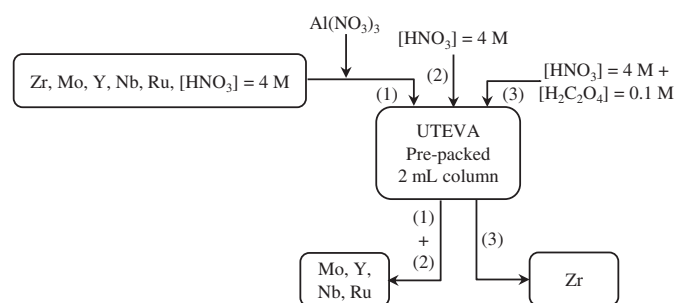 Al(NO₃)₃
[HNO₃] = 4 M
(2)
Zr, Mo, Y, Nb, Ru, [HNO₃] = 4 M
[HNO₃] = 4 M +
[H₂C₂O₄] = 0.1 M
(1)
(3)
UTEVA
Pre-packed
2 mL column
(1)
+
(2)
(3)
Mo, Y,
Nb, Ru
Zr